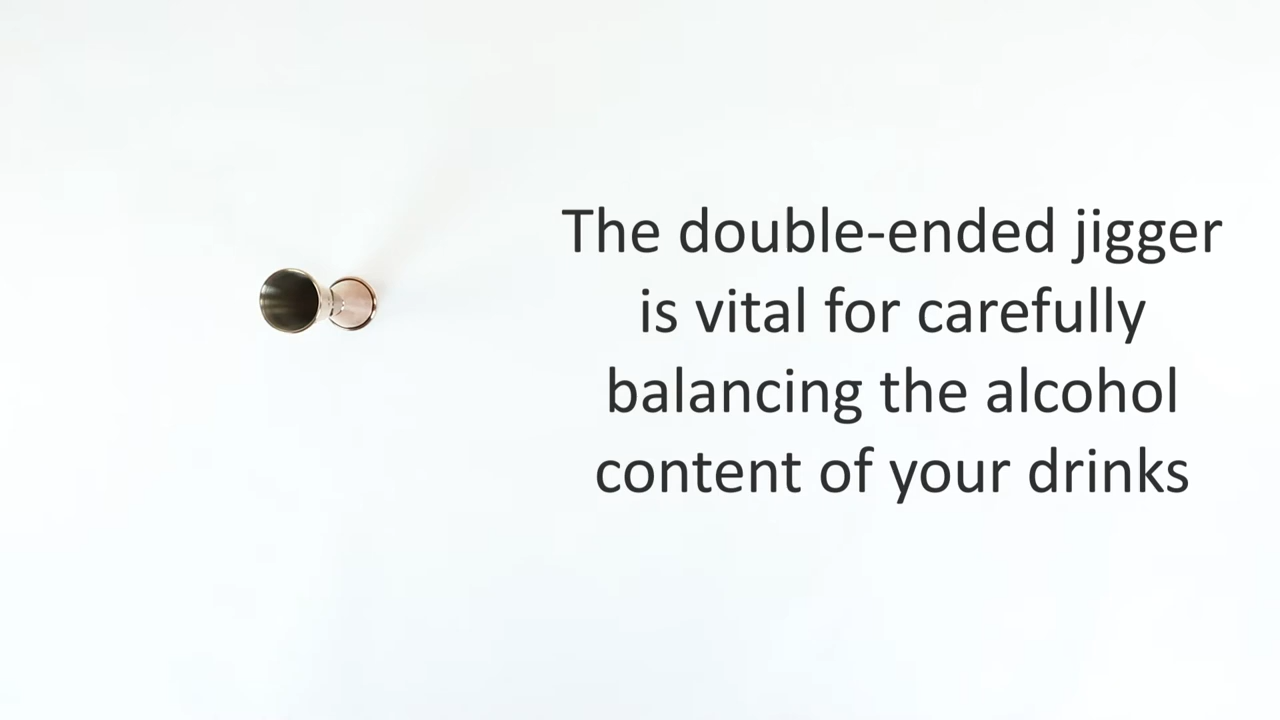 The double-ended jigger
is vital for carefully
balancing the alcohol
content of your drinks